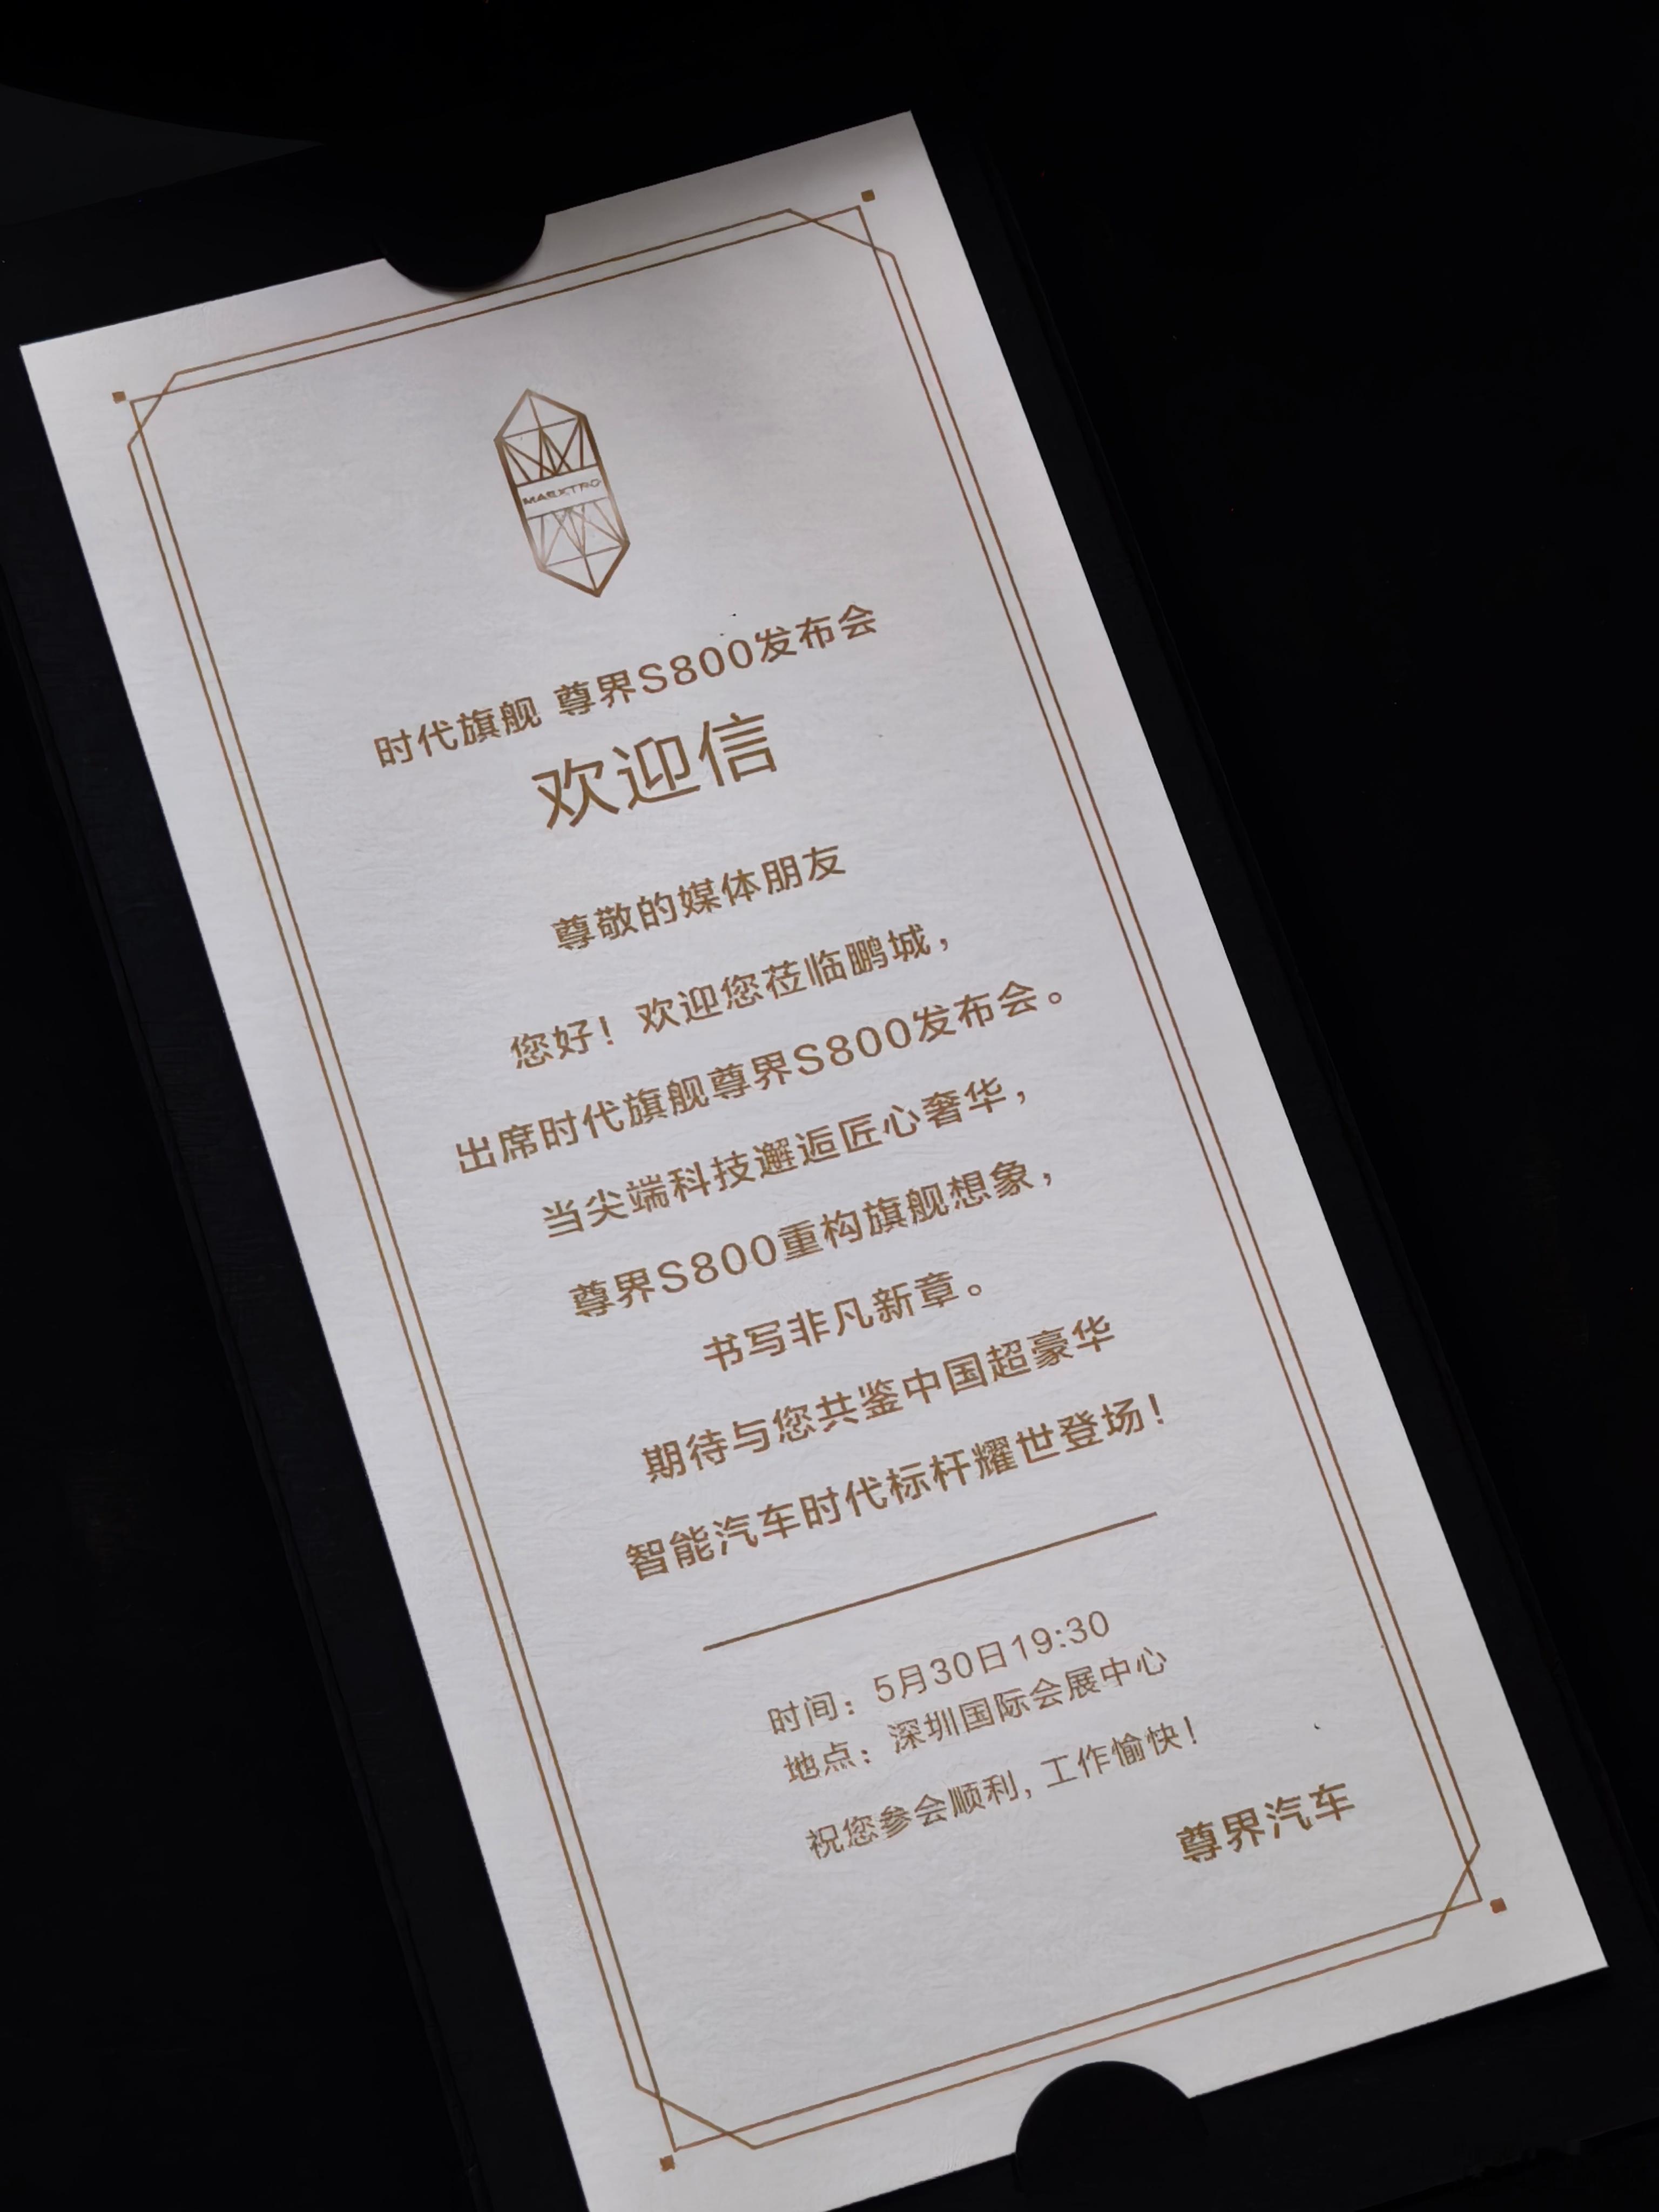 MAEXTRO
时代旗舰 尊界S800发布会
欢迎信
尊敬的媒体朋友
您好！欢迎您莅临鹏城，
出席时代旗舰尊界S800发布会。
当尖端科技邂逅匠心奢华，
尊界S800重构旗舰想象，
书写非凡新章。
期待与您共鉴中国超豪华
智能汽车时代标杆耀世登场！
时间：5月30日19:30
地点：深圳国际会展中心
祝您参会顺利，工作愉快！
尊界汽车